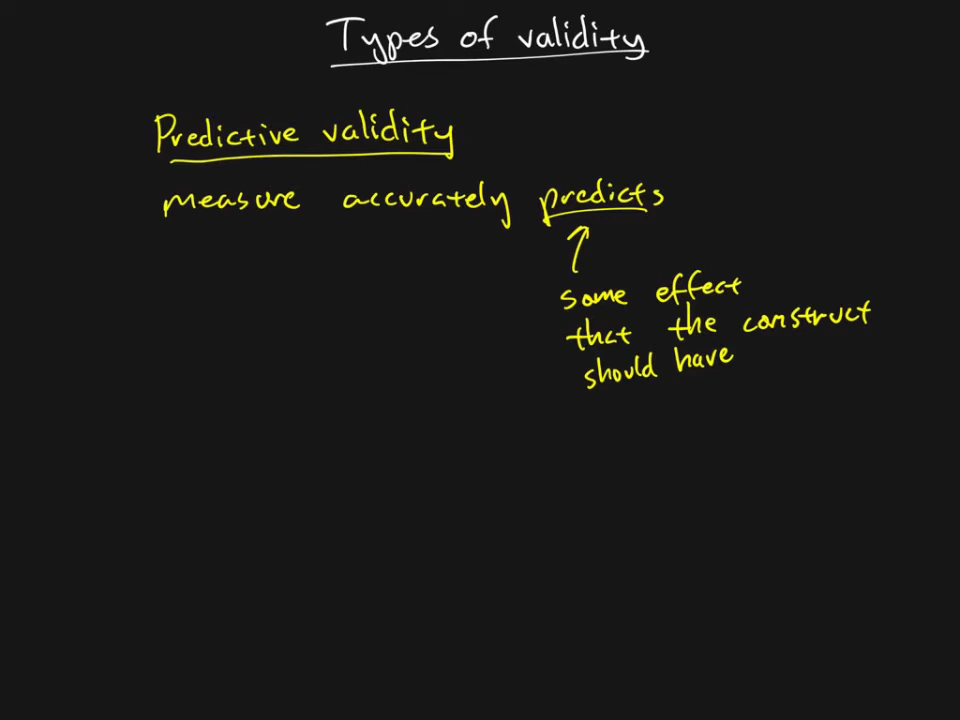 Types of validity
Predictive validity
measure accurately predicts
some effect
that the construct
should have